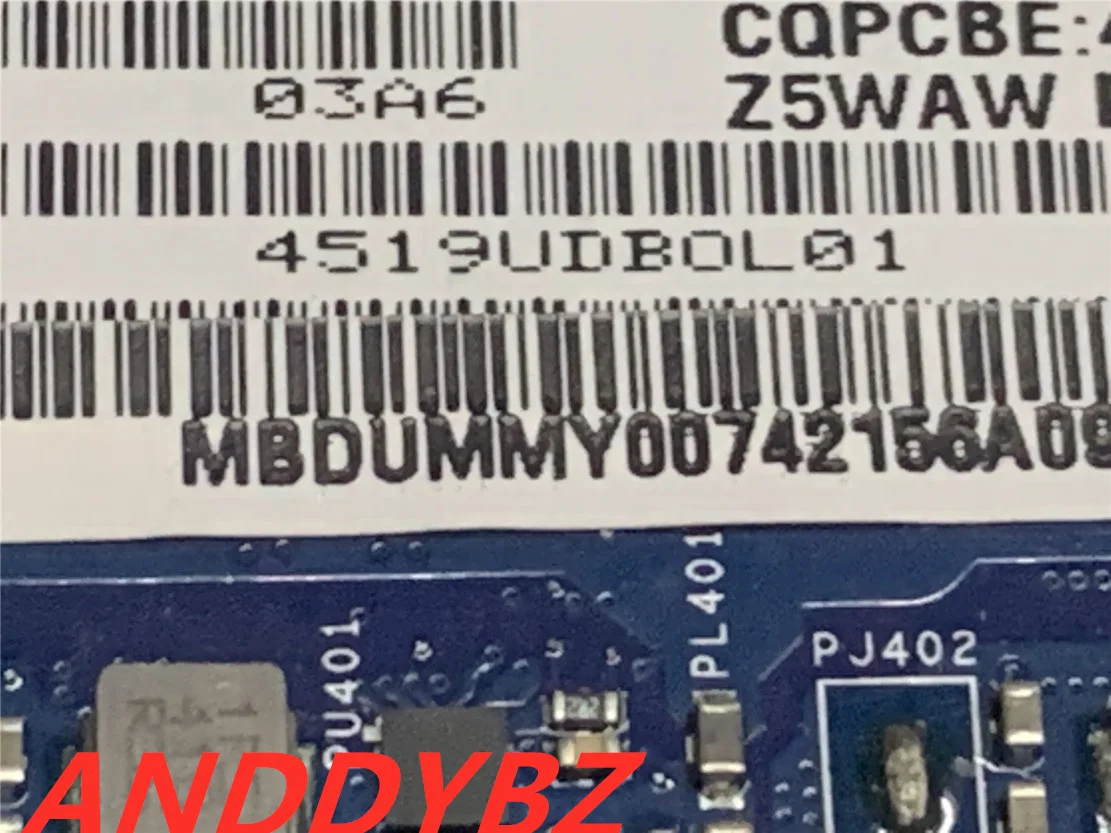 CQPCBE:4
03A6
Z5WAW
4519UDBOL01
MBDUMMY00742156A09
PL401
PU401
PJ402
ANDDYBZ